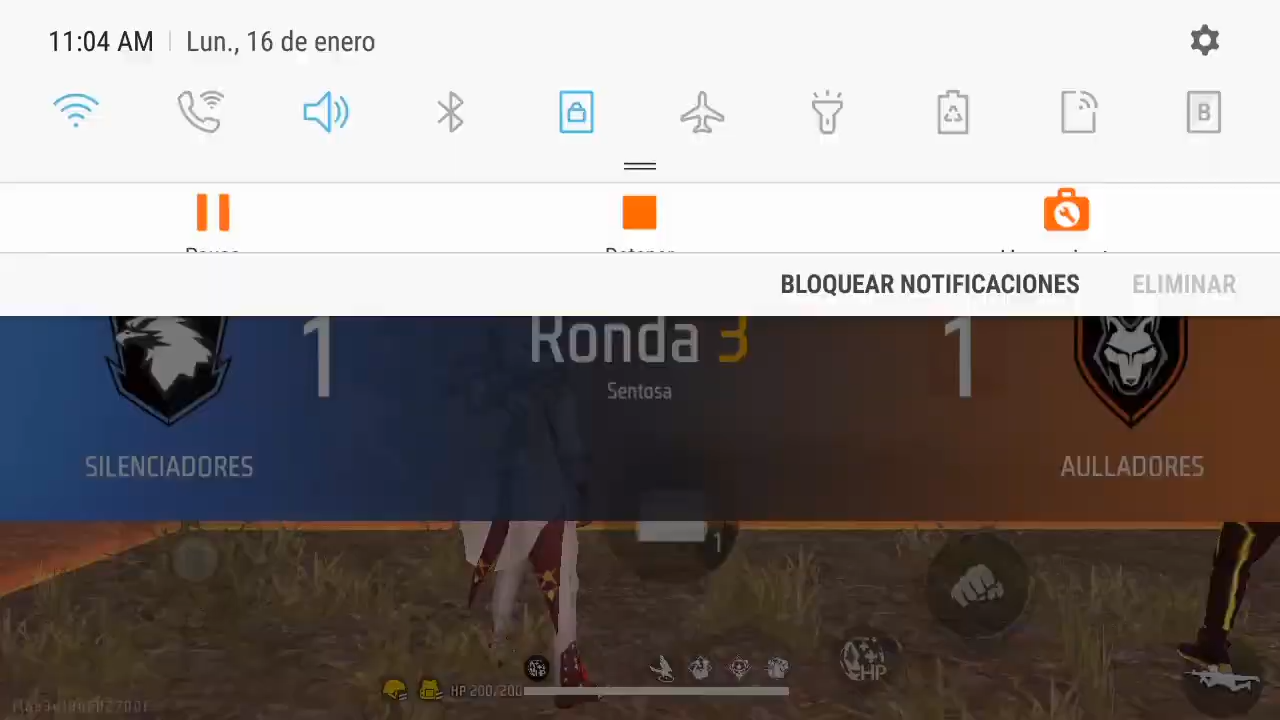 11:04 AM
Lun., 16 de enero
B
BLOQUEAR NOTIFICACIONES
ELIMINAR
1
Ronda 3
1
Sentosa
SILENCIADORES
AULLADORES
1
HP
HP 200/200